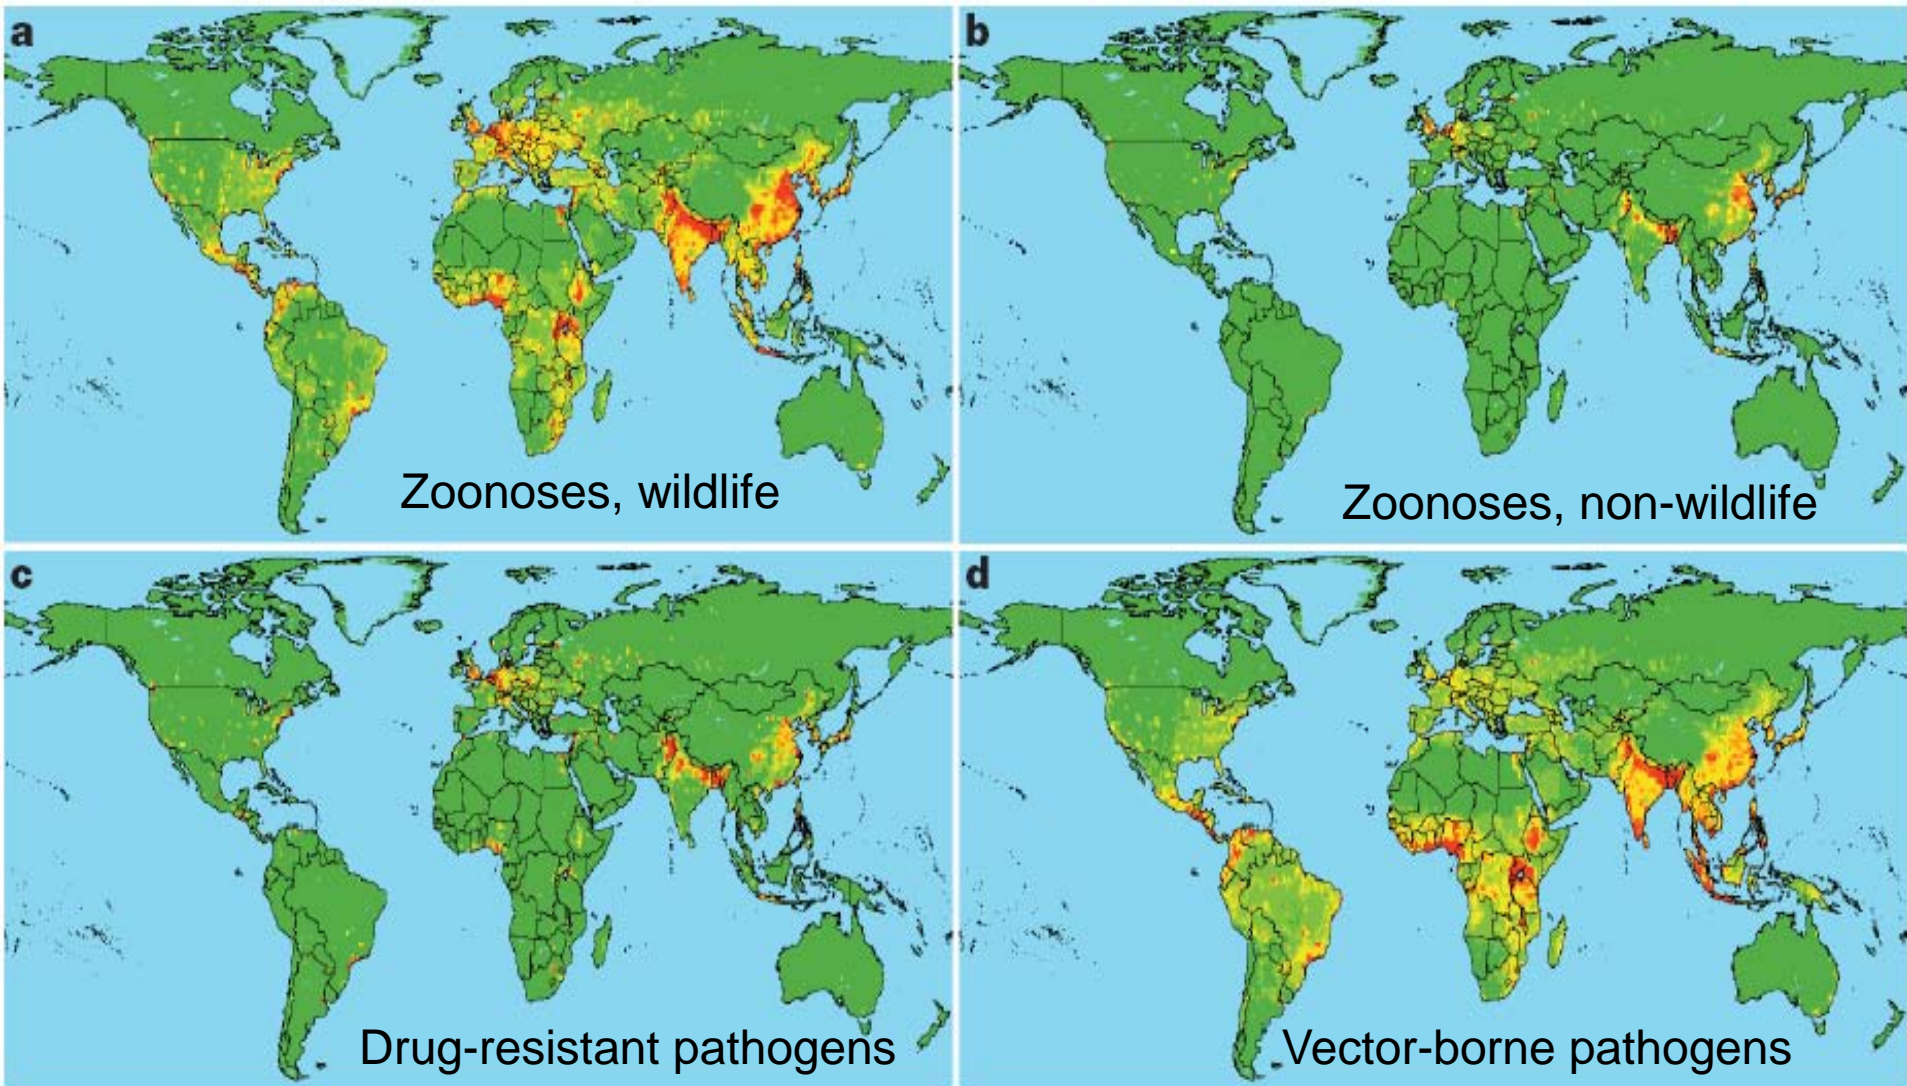 a
b
Zoonoses, wildlife
Zoonoses, non-wildlife
c
d
Drug-resistant pathogens
Vector-borne pathogens